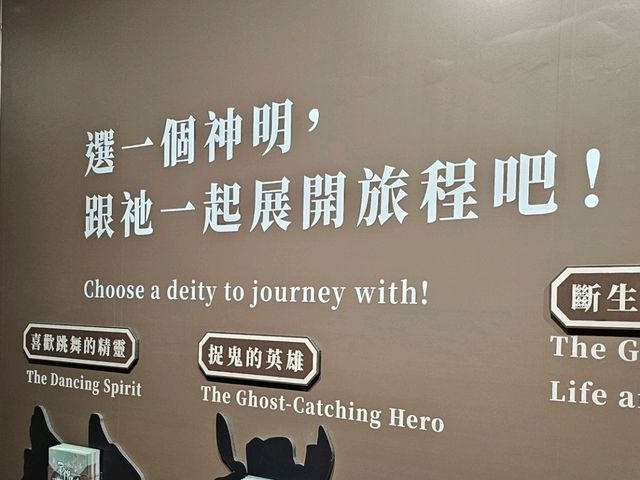 選一個神明，
跟祂一起展開旅程吧！
Choose a deity to journey with!
喜歡跳舞的精靈
The Dancing Spirit
捉鬼的英雄
The Ghost-Catching Hero
斷生
The G
Life a